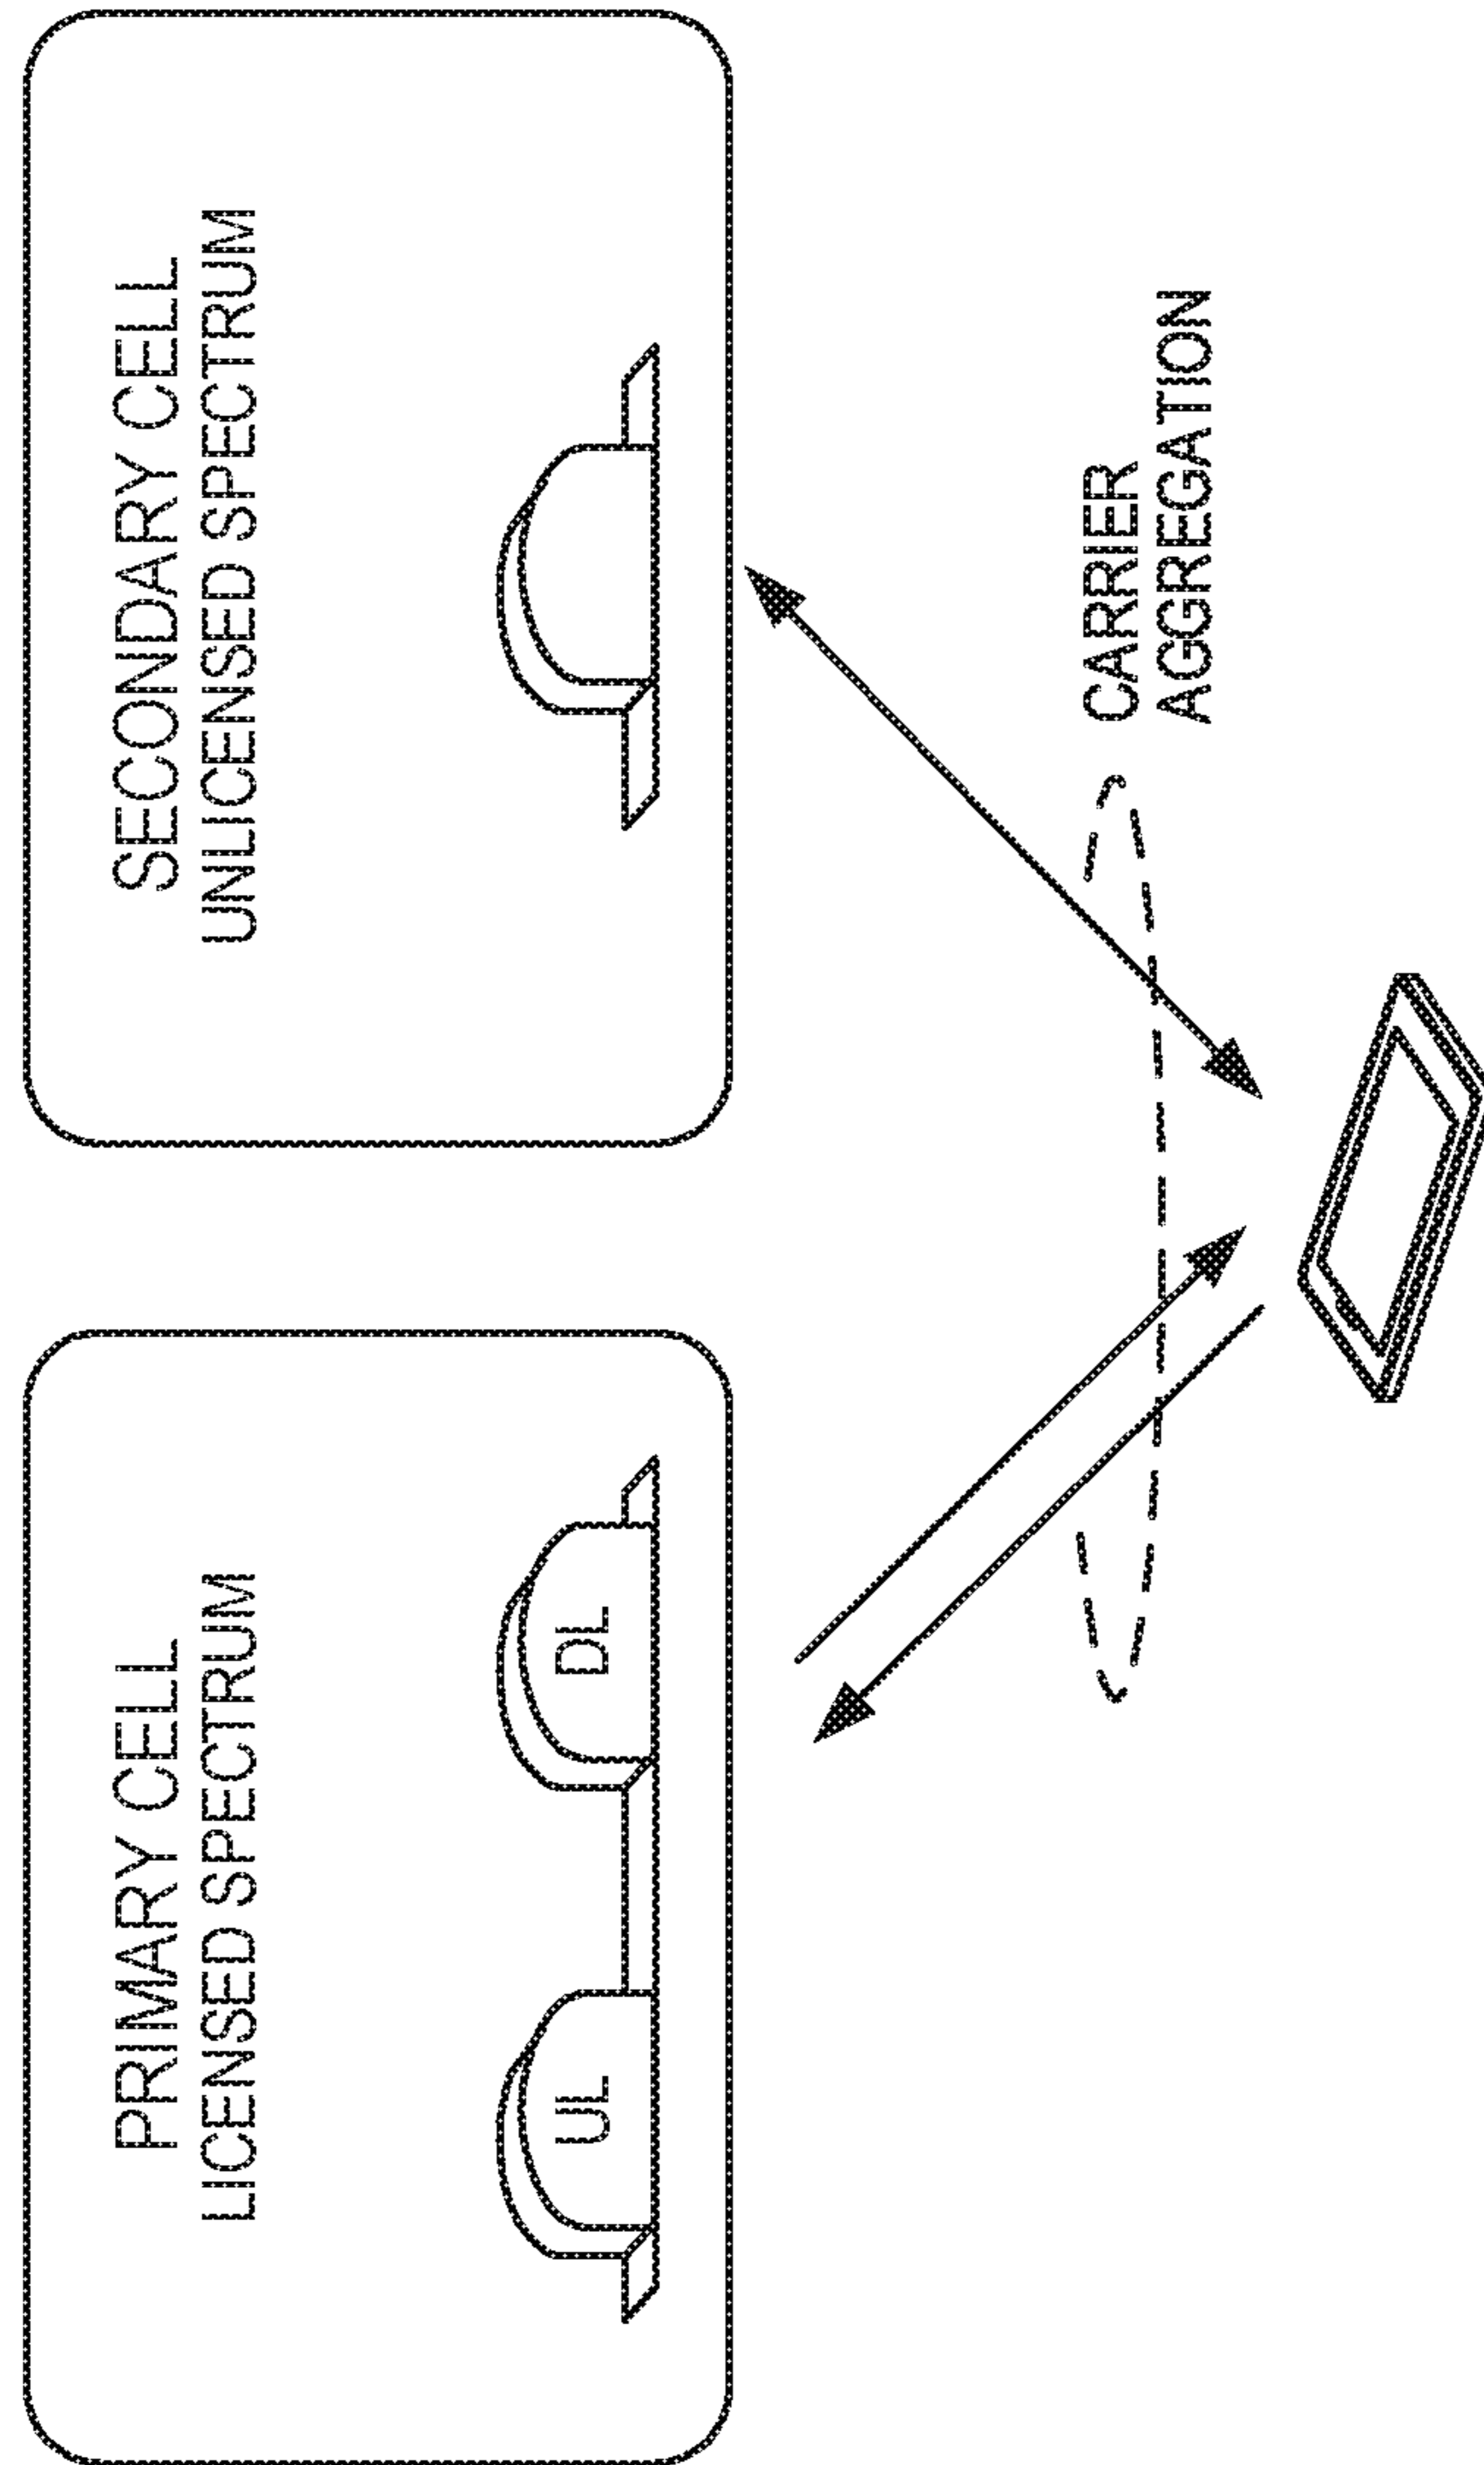 PRIMARY CELL
LICENSED SPECTRUM
UL
DL
SECONDARY CELL
UNLICENSED SPECTRUM
CARRIER
AGGREGATION